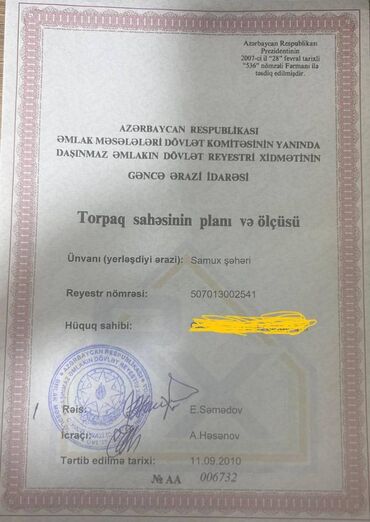 Azərbaycan Respublikası
Prezidentinin
2007-ci il "28" fevral tarixli
"536" nömrəli Fərmanı ilə
təsdiq edilmişdir.
AZƏRBAYCAN RESPUBLİKASI
ƏMLAK MƏSƏLƏLƏRİ DÖVLƏT KOMİTƏSİNİN YANINDA
DAŞINMAZ ƏMLAKIN DÖVLƏT REYESTRİ XİDMƏTİNİN
GƏNCƏ ƏRAZİ İDARƏSİ
Torpaq sahəsinin planı və ölçüsü
Ünvanı (yerləşdiyi ərazi): Samux şəhəri
Reyestr nömrəsi: 507013002541
Hüquq sahibi:
AZƏRBAYCAN RESPUBLİKASI
Rəis: E.Səmədov
İcraçı: A.Həsənov
Tərtib edilmə tarixi: 11.09.2010
№ AA 006732